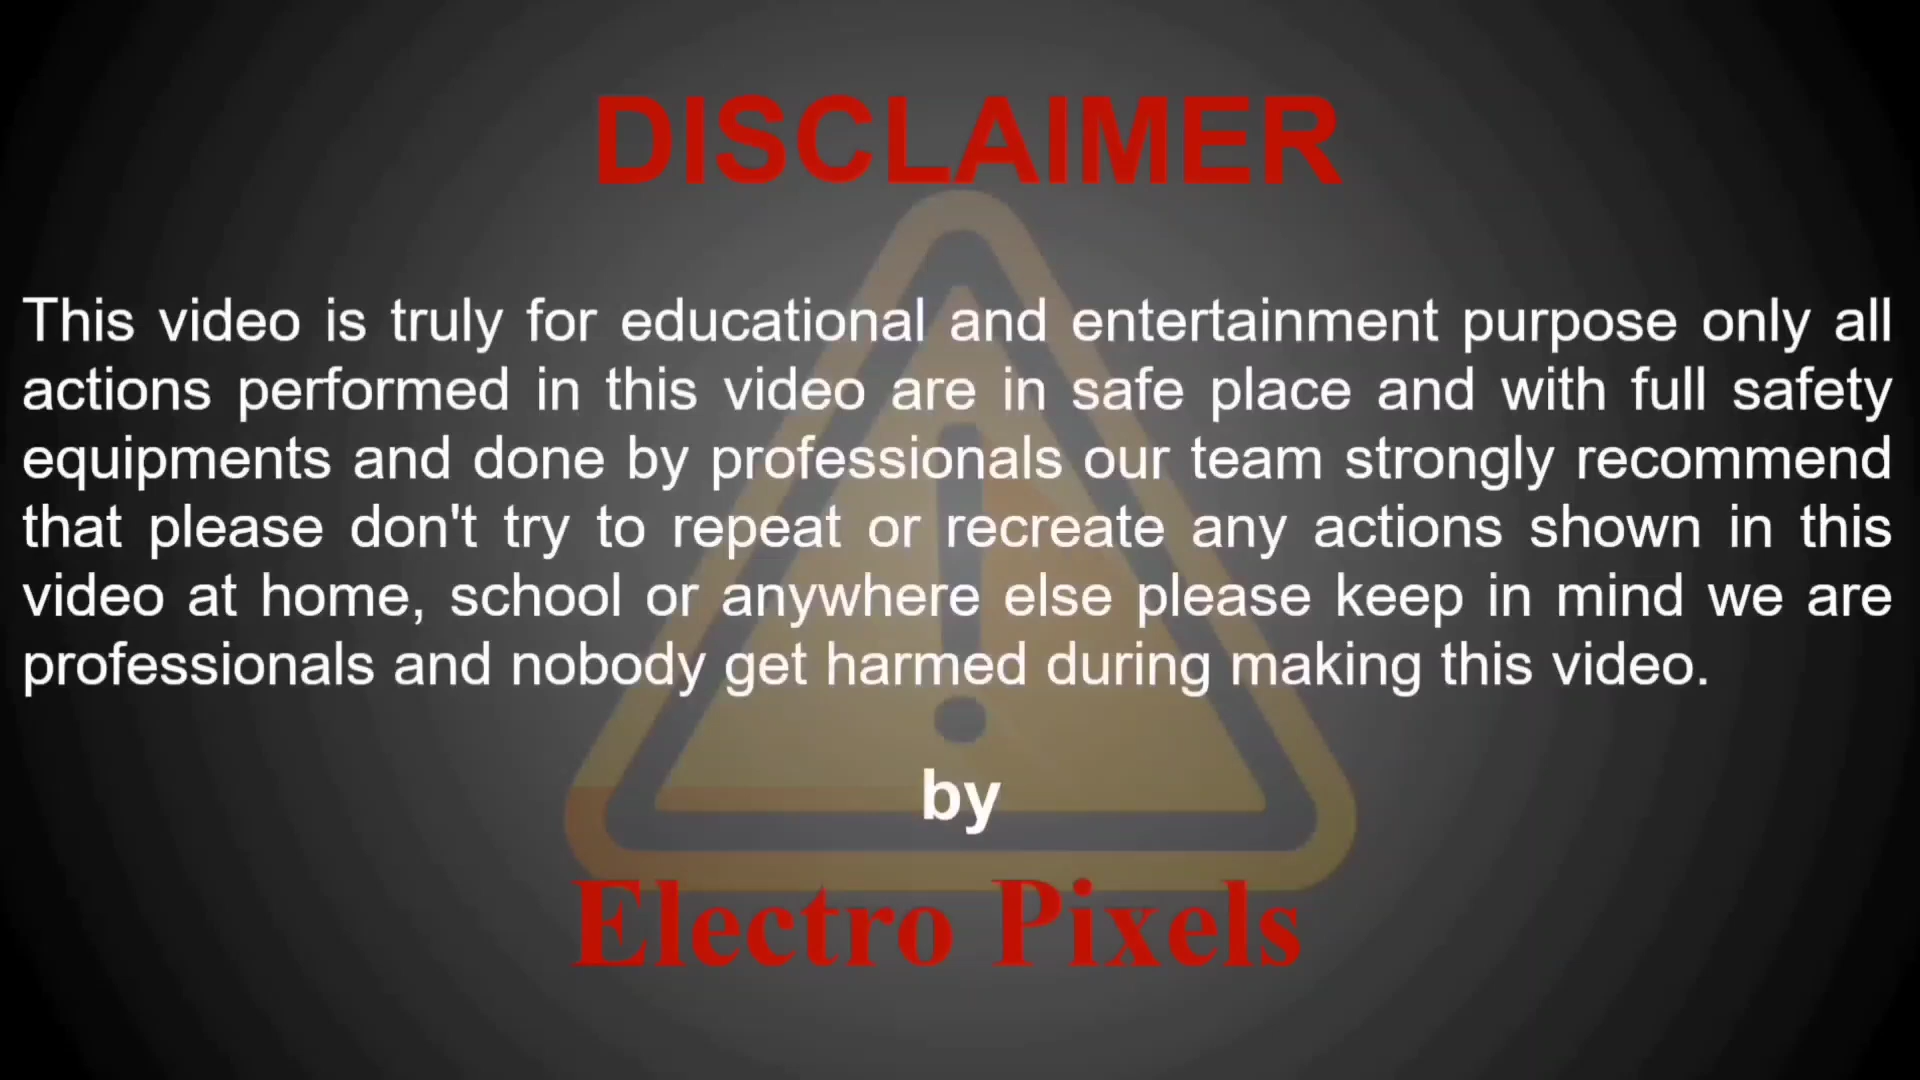 DISCLAIMER
This video is truly for educational and entertainment purpose only all
actions performed in this video are in safe place and with full safety
equipments and done by professionals our team strongly recommend
that please don't try to repeat or recreate any actions shown in this
video at home, school or anywhere else please keep in mind we are
professionals and nobody get harmed during making this video.
by
Electro Pixels